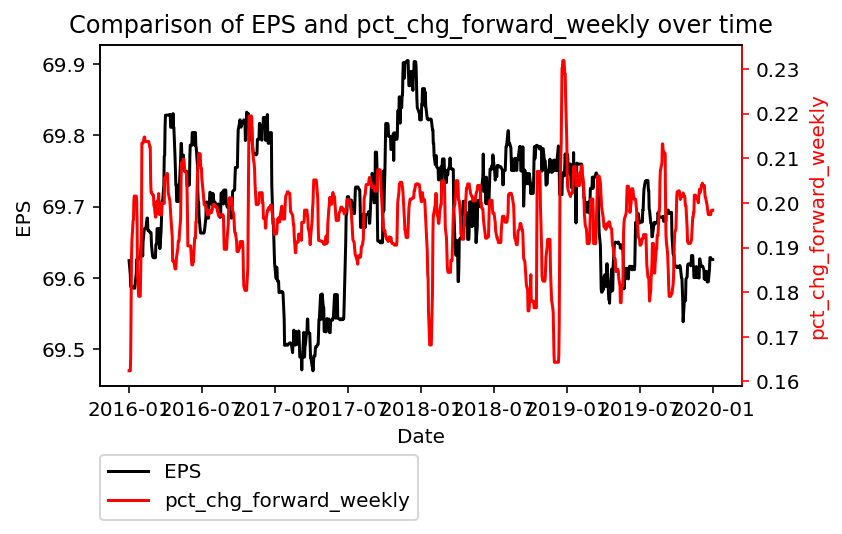 Comparison of EPS and pct_chg_forward_weekly over time
69.9
69.8
69.7
69.6
69.5
EPS
0.23
0.22
0.21
0.20
0.19
0.18
0.17
0.16
pct_chg_forward_weekly
2016-01 2016-07 2017-01 2017-07 2018-01 2018-07 2019-01 2019-07 2020-01
Date
EPS
pct_chg_forward_weekly